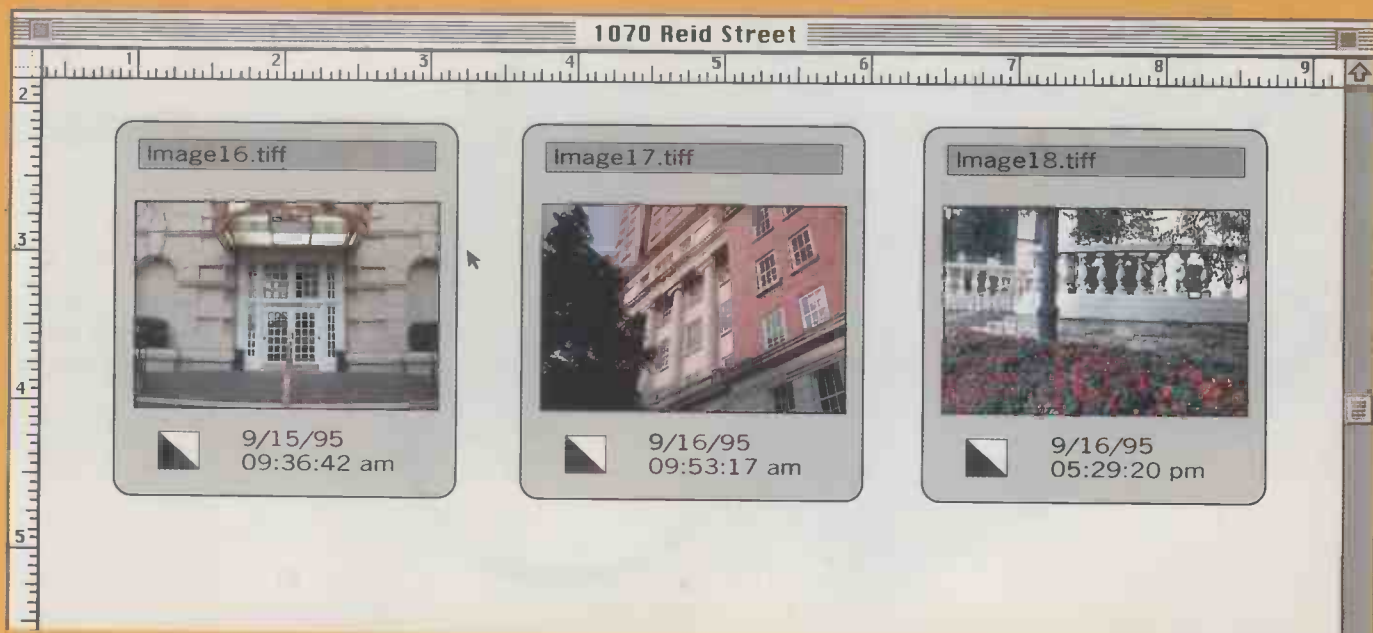 1070 Reid Street
1 2 3 4 5 6 7 8 9
2
3
4
5
Image16.tiff
Image17.tiff
Image18.tiff
9/15/95
09:36:42 am
9/16/95
09:53:17 am
9/16/95
05:29:20 pm